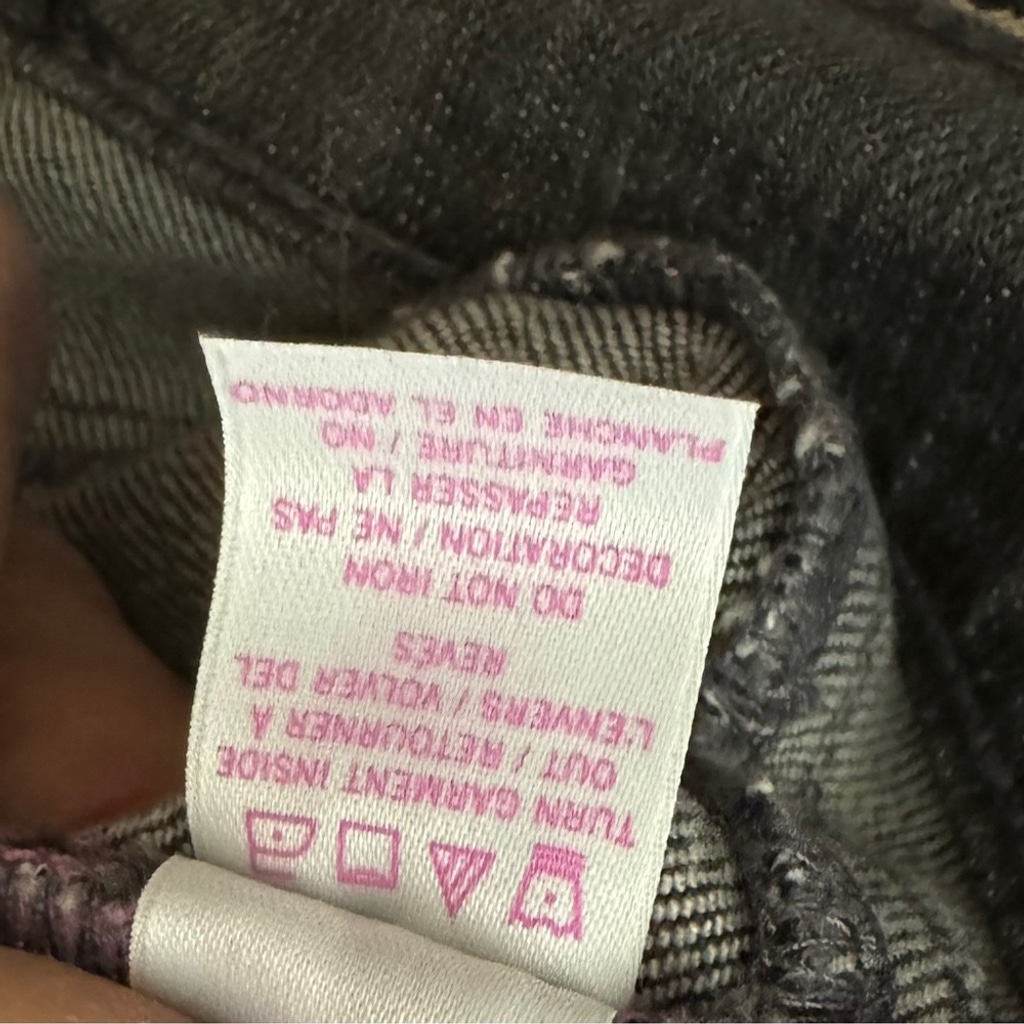 TURN GARMENT INSIDE
OUT / RETOURNER À
L'ENVERS / VOLVER DEL
REVÉS
DO NOT IRON
DECORATION / NE PAS
REPASSER LA
GARNITURE / NO
PLANCHE EN EL ADORNO